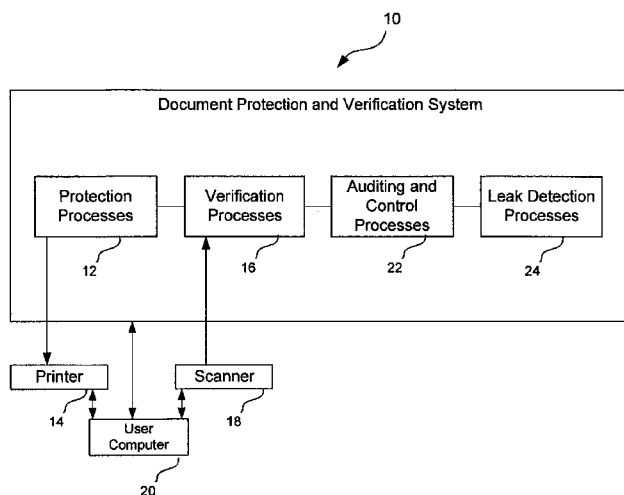 10
Document Protection and Verification System
Protection
Processes
12
Verification
Processes
16
Auditing and
Control
Processes
22
Leak Detection
Processes
24
Printer
14
Scanner
18
User
Computer
20